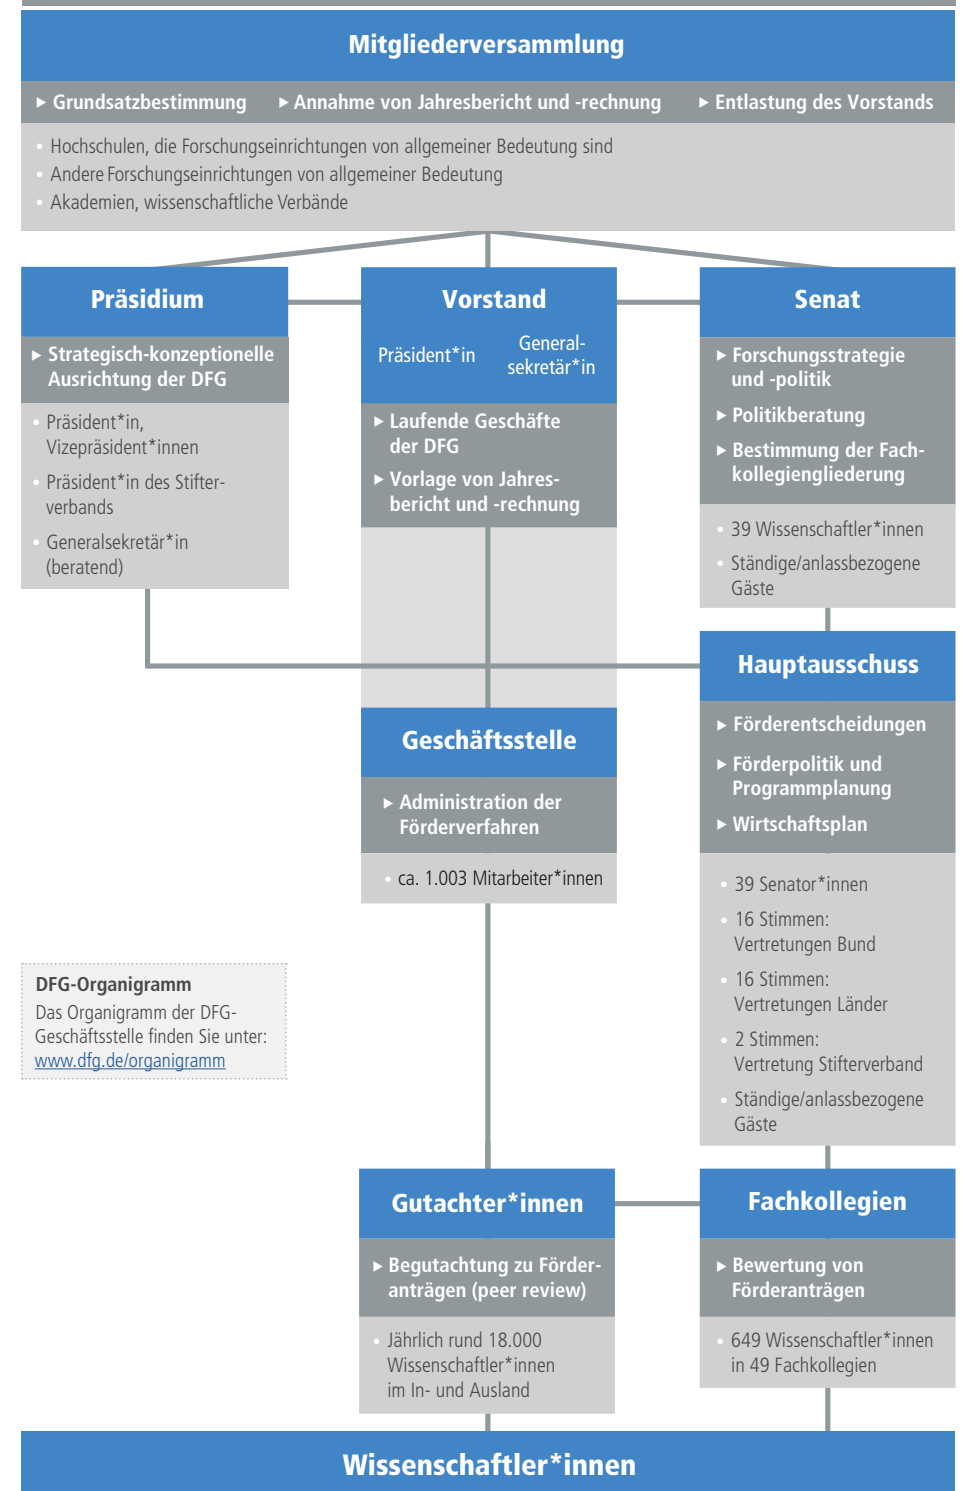 Mitgliederversammlung
▸ Grundsatzbestimmung ▸ Annahme von Jahresbericht und -rechnung ▸ Entlastung des Vorstands
• Hochschulen, die Forschungseinrichtungen von allgemeiner Bedeutung sind
• Andere Forschungseinrichtungen von allgemeiner Bedeutung
• Akademien, wissenschaftliche Verbände
Präsidium
▸ Strategisch-konzeptionelle
Ausrichtung der DFG
• Präsident*in,
Vizepräsident*innen
• Präsident*in des Stifter-
verbands
• Generalsekretär*in
(beratend)
Vorstand
Präsident*in
General-
sekretär*in
▸ Laufende Geschäfte
der DFG
▸ Vorlage von Jahres-
bericht und -rechnung
Senat
▸ Forschungsstrategie
und -politik
▸ Politikberatung
▸ Bestimmung der Fach-
kollegiengliederung
• 39 Wissenschaftler*innen
• Ständige/anlassbezogene
Gäste
Geschäftsstelle
▸ Administration der
Förderverfahren
• ca. 1.003 Mitarbeiter*innen
Hauptausschuss
▸ Förderentscheidungen
▸ Förderpolitik und
Programmplanung
▸ Wirtschaftsplan
• 39 Senator*innen
• 16 Stimmen:
Vertretungen Bund
• 16 Stimmen:
Vertretungen Länder
• 2 Stimmen:
Vertretung Stifterverband
• Ständige/anlassbezogene
Gäste
DFG-Organigramm
Das Organigramm der DFG-
Geschäftsstelle finden Sie unter:
www.dfg.de/organigramm
Gutachter*innen
▸ Begutachtung zu Förder-
anträgen (peer review)
• Jährlich rund 18.000
Wissenschaftler*innen
im In- und Ausland
Fachkollegien
▸ Bewertung von
Förderanträgen
• 649 Wissenschaftler*innen
in 49 Fachkollegien
Wissenschaftler*innen